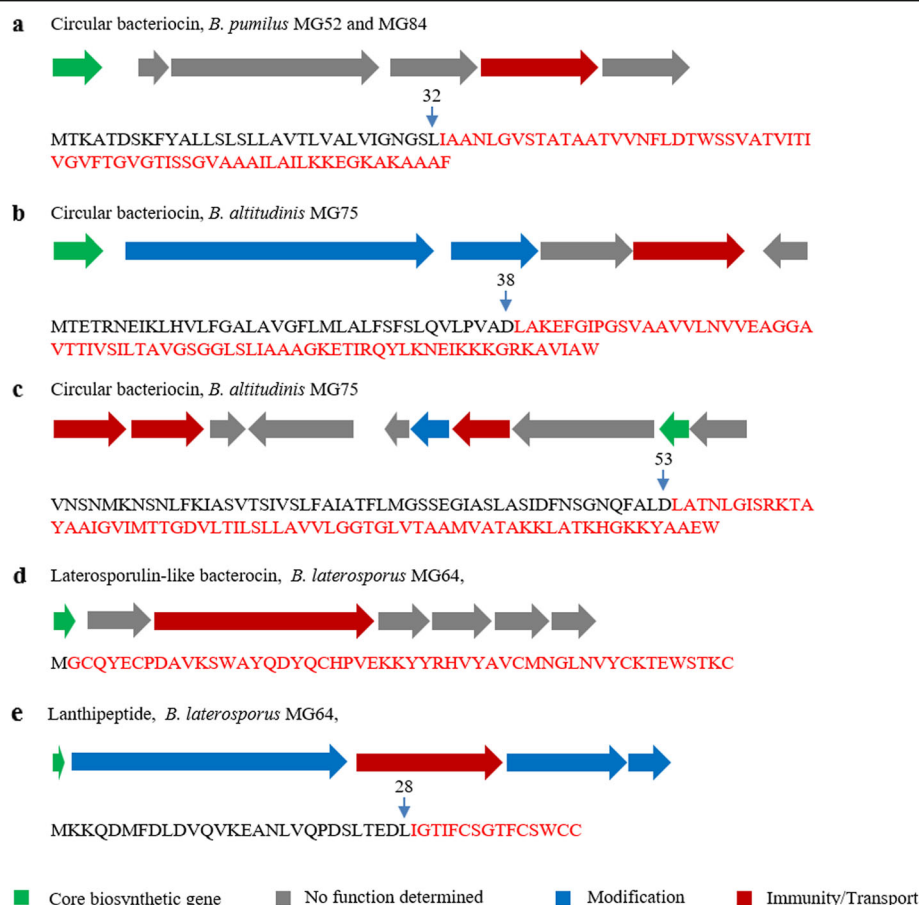 a Circular bacteriocin, B. pumilus MG52 and MG84
32
MTKATDSKFYALLSLSLLAVTLVALVIGNGSLIAANLGVSTATAATVVNFLDTWSSVATVITI
VGVFTGVGTISSGVAAAILAILKKEGKAKAAAF
b Circular bacteriocin, B. altitudinis MG75
38
MTETRNEIKLHVLFGALAVGFLMLALFSFSLQVLPVADLAKEFGIPGSVAAVVLNVVEAGGA
VTTIVSILTAVGSGGLSLIAAAGKETIRQYLKNEIKKKGRKAVIAW
c Circular bacteriocin, B. altitudinis MG75
53
VNSNMKNSNLFKIASVTSIVSLFAIATFLMGSSEGIASLASIDFNSGNQFALDLATNLGISRKTA
YAAIGVIMTTGDVLTILSLLAVVLGGTGLVTAAMVATAKKLATKHGKKYAAEW
d Laterosporulin-like bacterocin, B. laterosporus MG64,
MGCQYECPDAVKSWAYQDYQCHPVEKKYYRHVYAVCMNGLNVYCKTEWSTKC
e Lanthipeptide, B. laterosporus MG64,
28
MKKQDMFDLDVQVKEANLVQPDSLTEDLIGTIFCSGTFCSWCC
Core biosynthetic gene No function determined Modification Immunity/Transport